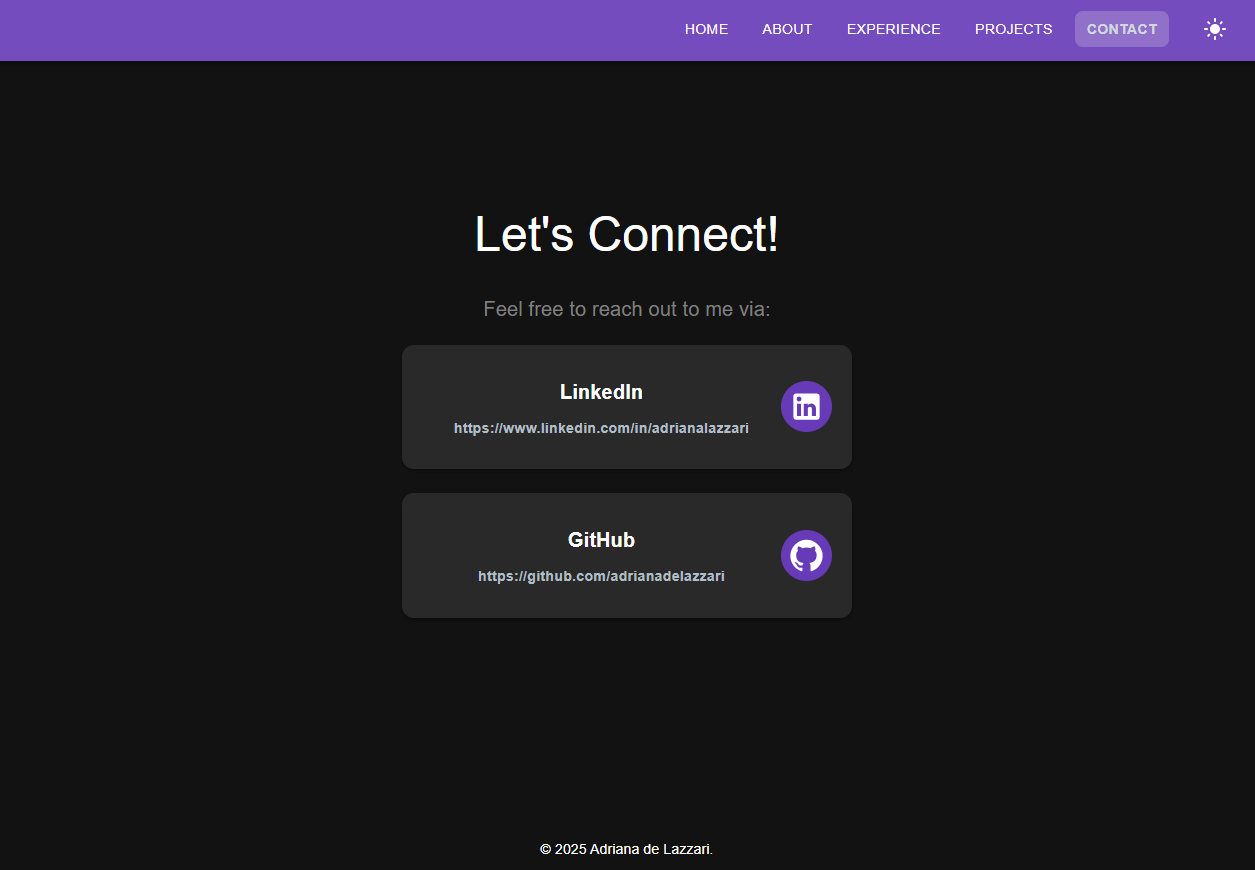 HOME ABOUT EXPERIENCE PROJECTS CONTACT
Let's Connect!
Feel free to reach out to me via:
LinkedIn
https://www.linkedin.com/in/adrianalazzari
in
GitHub
https://github.com/adrianadelazzari
© 2025 Adriana de Lazzari.